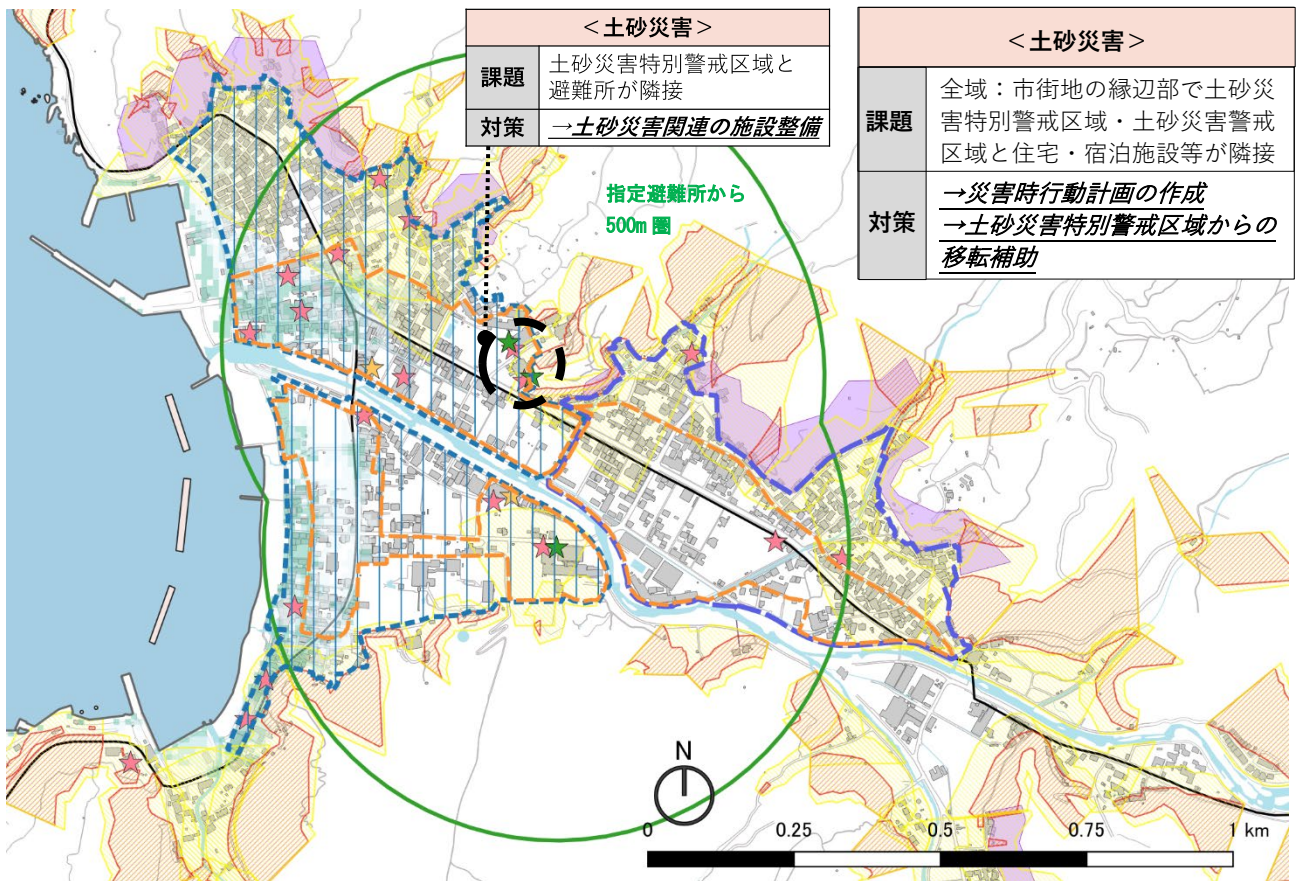 ＜土砂災害＞
課題
土砂災害特別警戒区域と
避難所が隣接
対策
→土砂災害関連の施設整備
＜土砂災害＞
課題
全域：市街地の縁辺部で土砂災
害特別警戒区域・土砂災害警戒
区域と住宅・宿泊施設等が隣接
対策
→災害時行動計画の作成
→土砂災害特別警戒区域からの
移転補助
指定避難所から
500m 圏
N
0 0.25 0.5 0.75 1 km